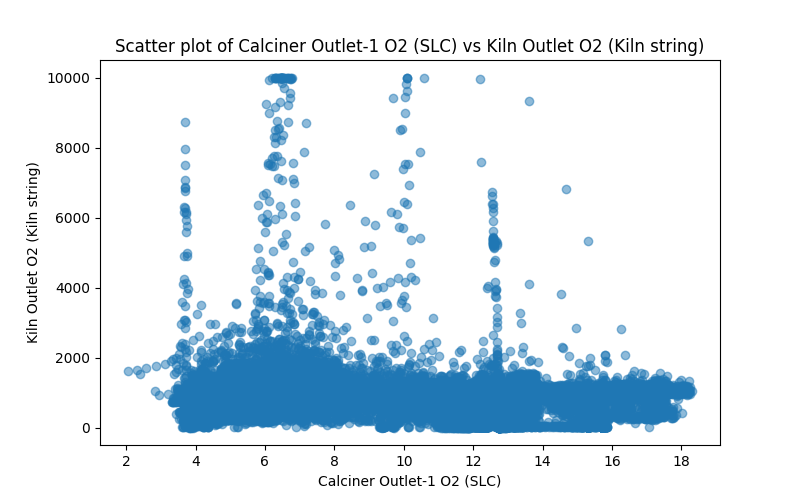 Scatter plot of Calciner Outlet-1 O2 (SLC) vs Kiln Outlet O2 (Kiln string)
10000
8000
6000
4000
2000
0
Kiln Outlet O2 (Kiln string)
2 4 6 8 10 12 14 16 18
Calciner Outlet-1 O2 (SLC)